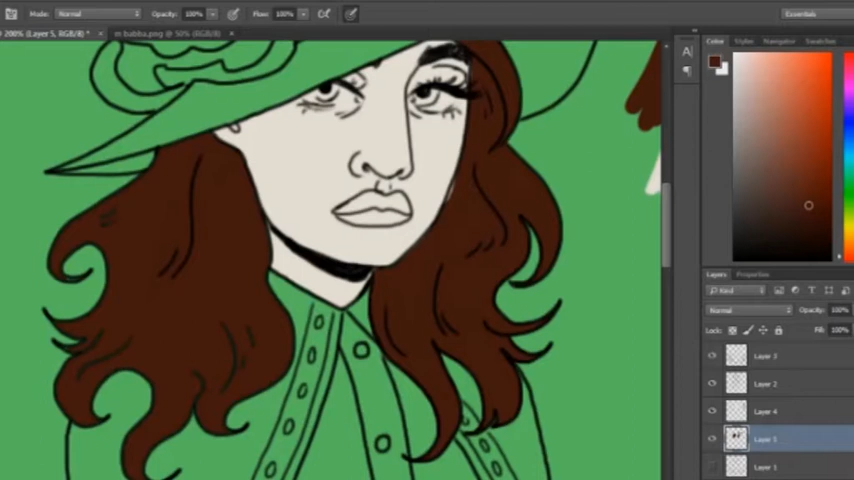 Mode: Normal Opacity: 100% Flow: 100% Essentials
200% (Layer 5, RGB/8) * × m babba.png @ 50% (RGB/8) ×
Color Styles Navigator Swatches
A
Layers Properties
Kind T
Normal Opacity: 100%
Lock: Fill: 100%
Layer 3
Layer 2
Layer 4
Layer 5
Layer 1